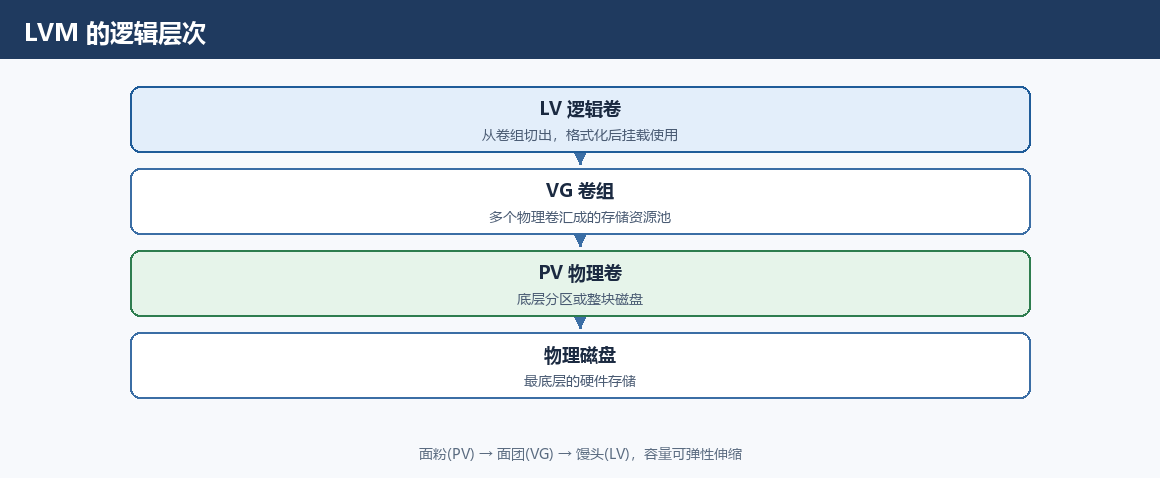 LVM 的逻辑层次
LV 逻辑卷
从卷组切出，格式化后挂载使用
VG 卷组
多个物理卷汇成的存储资源池
PV 物理卷
底层分区或整块磁盘
物理磁盘
最底层的硬件存储
面粉(PV) → 面团(VG) → 馒头(LV)，容量可弹性伸缩